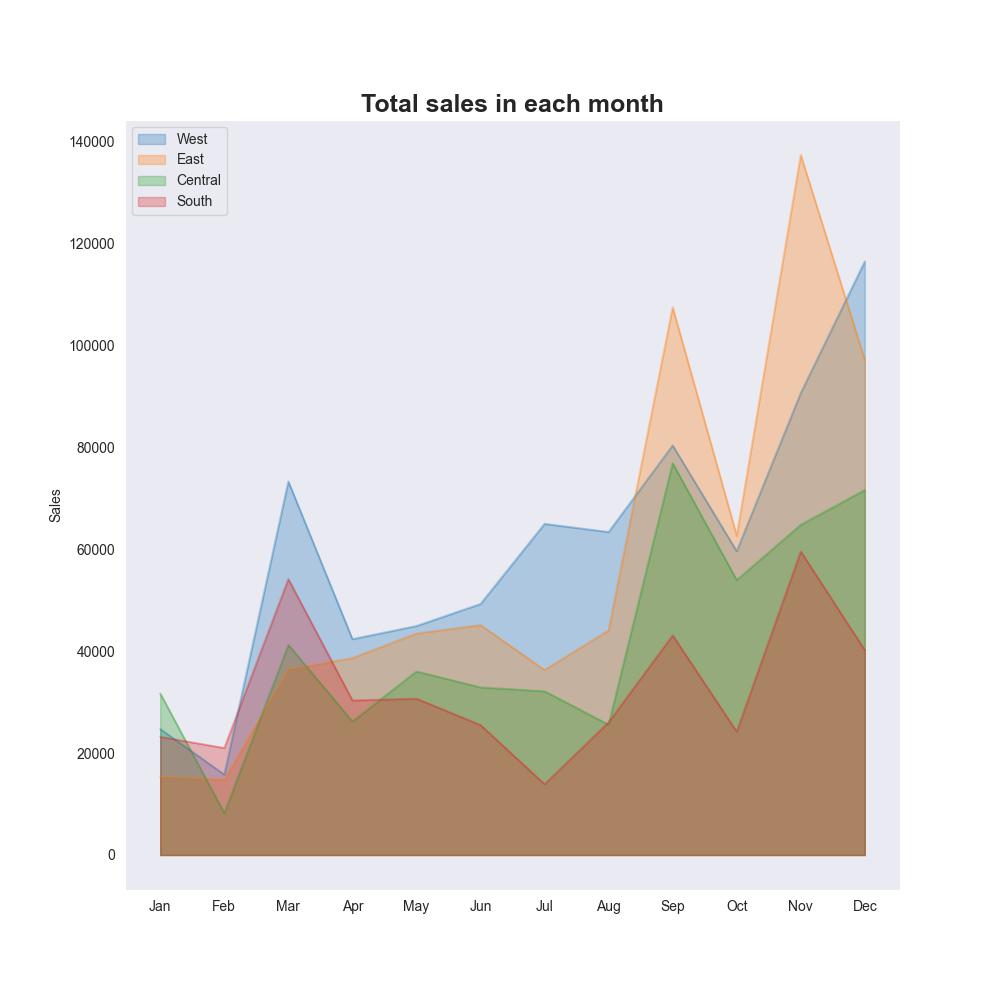 Total sales in each month
West
East
Central
South
140000
120000
100000
80000
60000
40000
20000
0
Sales
Jan Feb Mar Apr May Jun Jul Aug Sep Oct Nov Dec